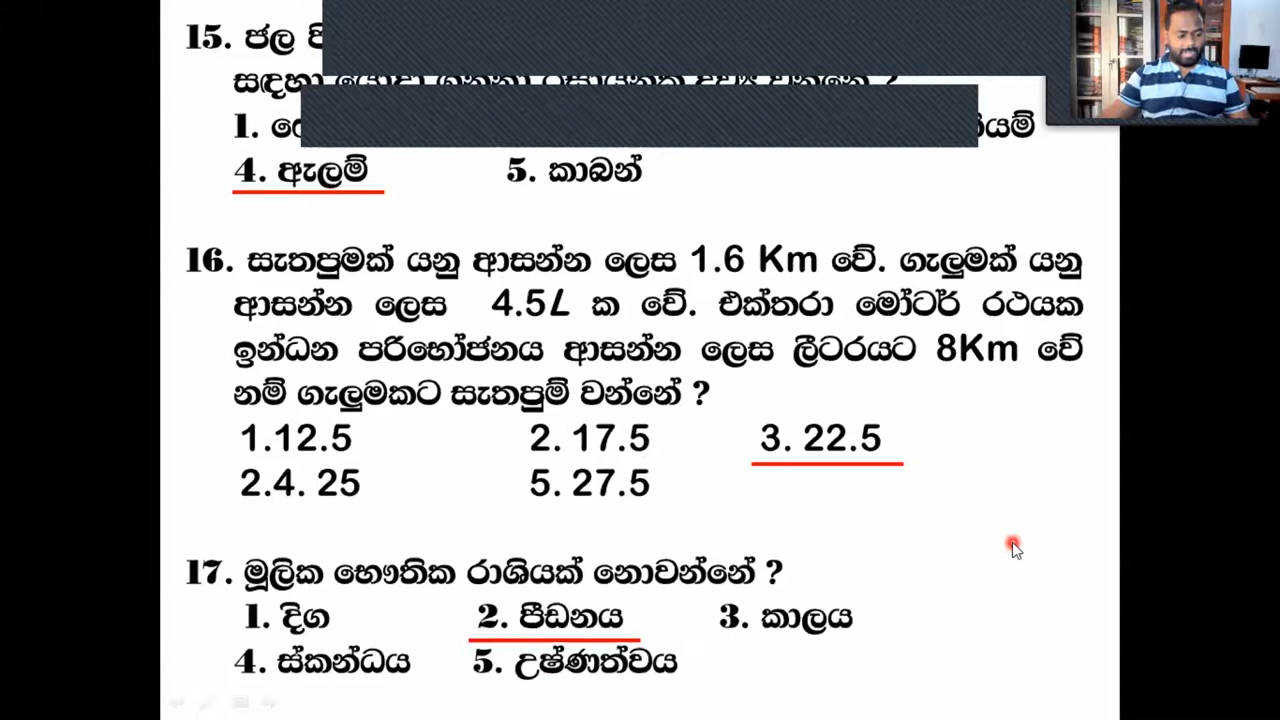 15. ජල
සඳහා
1.
4. ඇලම් 5. කාබන්
16. සැතපුමක් යනු ආසන්න ලෙස 1.6 Km වේ. ගැලුමක් යනු
ආසන්න ලෙස 4.5L ක වේ. එක්තරා මෝටර් රථයක
ඉන්ධන පරිභෝජනය ආසන්න ලෙස ලීටරයට 8Km වේ
නම් ගැලුමකට සැතපුම් වන්නේ ?
1.12.5 2. 17.5 3. 22.5
2.4. 25 5. 27.5
17. මූලික භෞතික රාශියක් නොවන්නේ ?
1. දිග 2. පීඩනය 3. කාලය
4. ස්කන්ධය 5. උෂ්ණත්වය